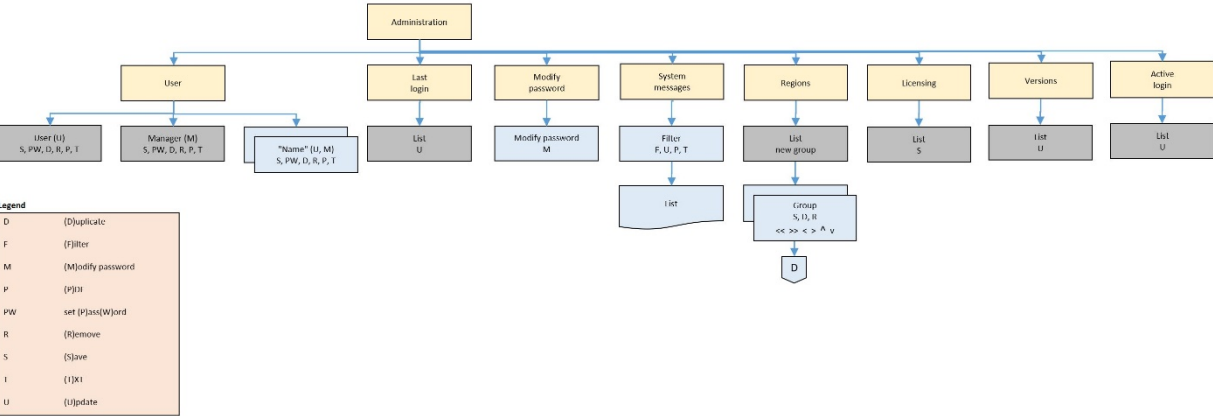 Administration
User
Last
login
Modify
password
System
messages
Regions
Licensing
Versions
Active
login
User (U)
S, PW, D, R, P, T
Manager (M)
S, PW, D, R, P, T
"Name" (U, M)
S, PW, D, R, P, T
List
U
Modify password
M
Filter
F, U, P, T
List
new group
List
S
List
U
List
U
List
Group
S, D, R
<< >> < > ^ v
D
Legend
D (D)uplicate
F (F)ilter
M (M)odify password
P (P)DF
PW set (P)ass(W)ord
R (R)emove
S (S)ave
T (T)XT
U (U)pdate